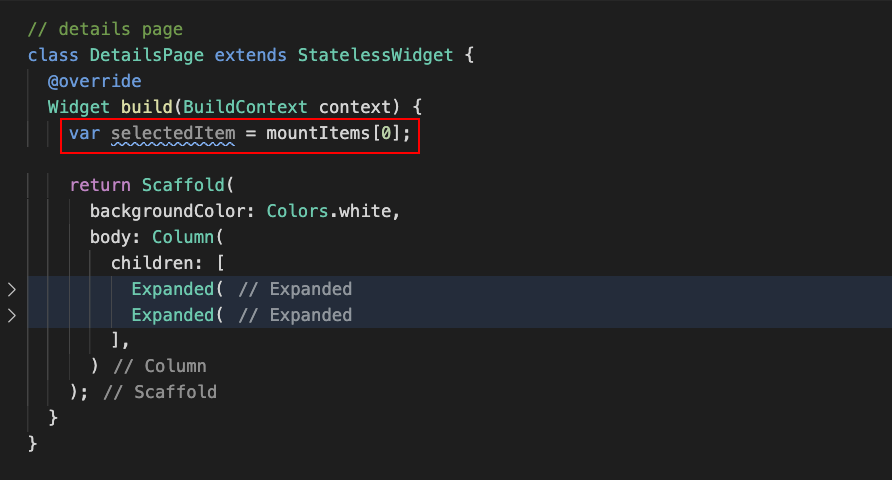 // details page
class DetailsPage extends StatelessWidget {
@override
Widget build(BuildContext context) {
var selectedItem = mountItems[0];
return Scaffold(
backgroundColor: Colors.white,
body: Column(
children: [
Expanded( // Expanded
Expanded( // Expanded
],
) // Column
); // Scaffold
}
}